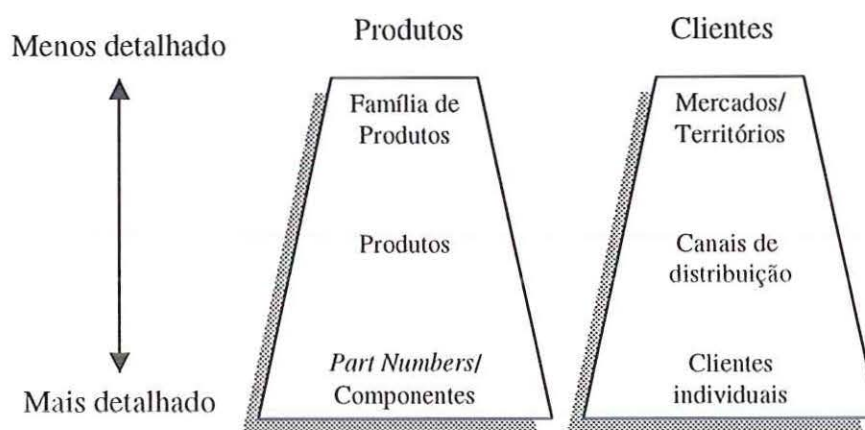 Menos detalhado
Mais detalhado
Produtos
Família de
Produtos
Produtos
Part Numbers/
Componentes
Clientes
Mercados/
Territórios
Canais de
distribuição
Clientes
individuais